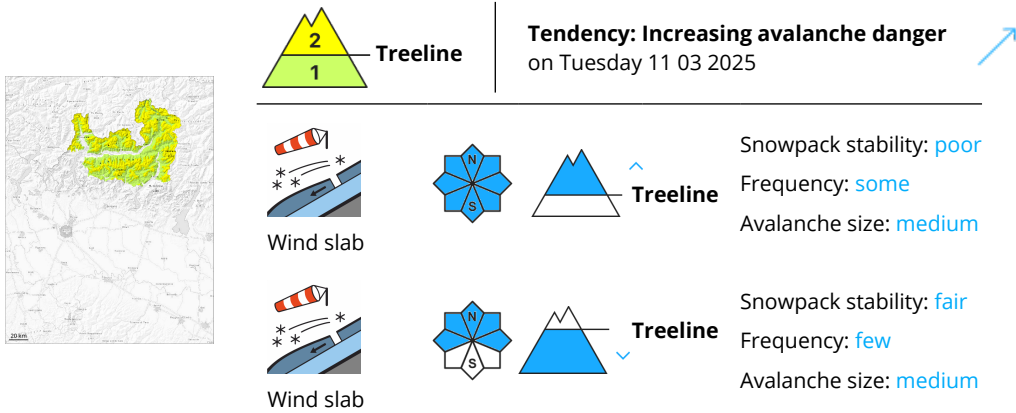 2
1
Treeline
Tendency: Increasing avalanche danger
on Tuesday 11 03 2025
20 km
N
S
Wind slab
Treeline
Snowpack stability: poor
Frequency: some
Avalanche size: medium
N
S
Wind slab
Treeline
Snowpack stability: fair
Frequency: few
Avalanche size: medium